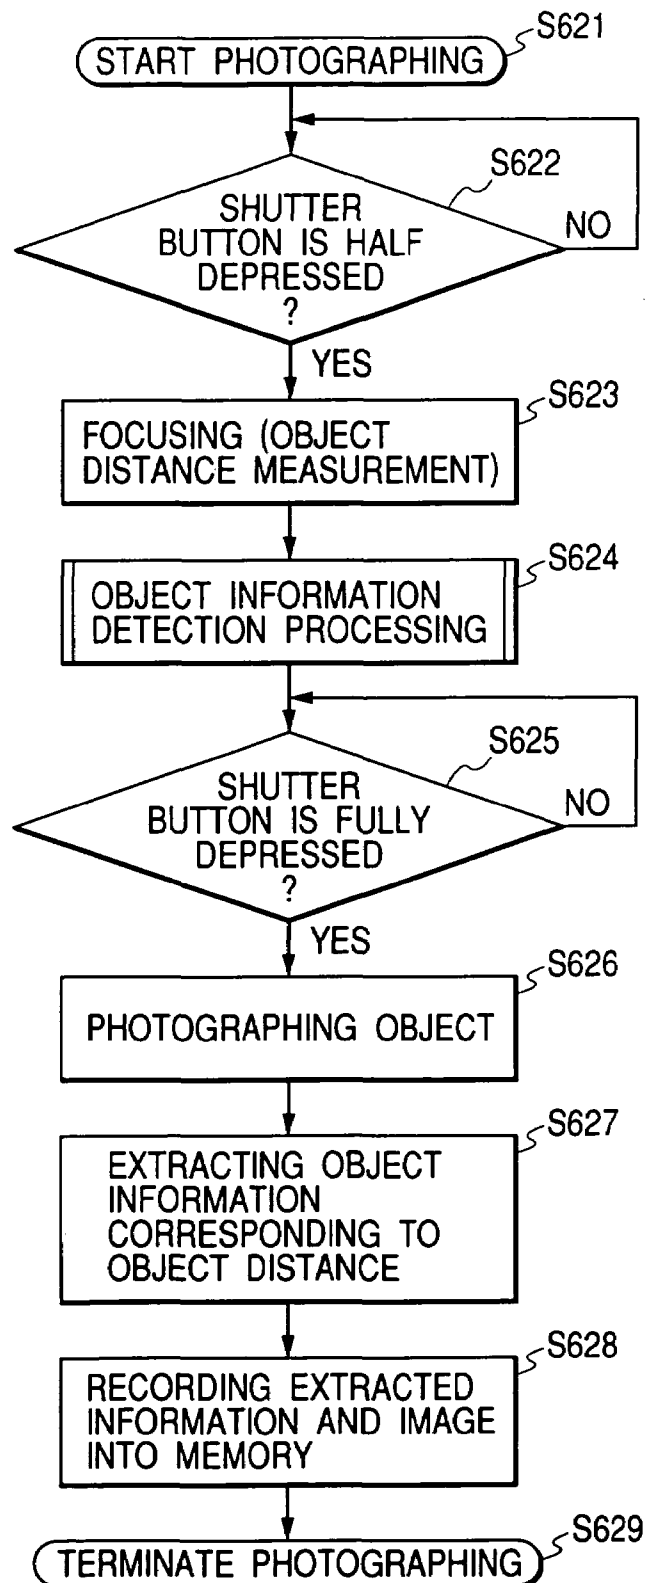 S621
START PHOTOGRAPHING
S622
SHUTTER
BUTTON IS HALF
DEPRESSED
?
NO
YES
S623
FOCUSING (OBJECT
DISTANCE MEASUREMENT)
S624
OBJECT INFORMATION
DETECTION PROCESSING
S625
SHUTTER
BUTTON IS FULLY
DEPRESSED
?
NO
YES
S626
PHOTOGRAPHING OBJECT
S627
EXTRACTING OBJECT
INFORMATION
CORRESPONDING TO
OBJECT DISTANCE
S628
RECORDING EXTRACTED
INFORMATION AND IMAGE
INTO MEMORY
S629
TERMINATE PHOTOGRAPHING